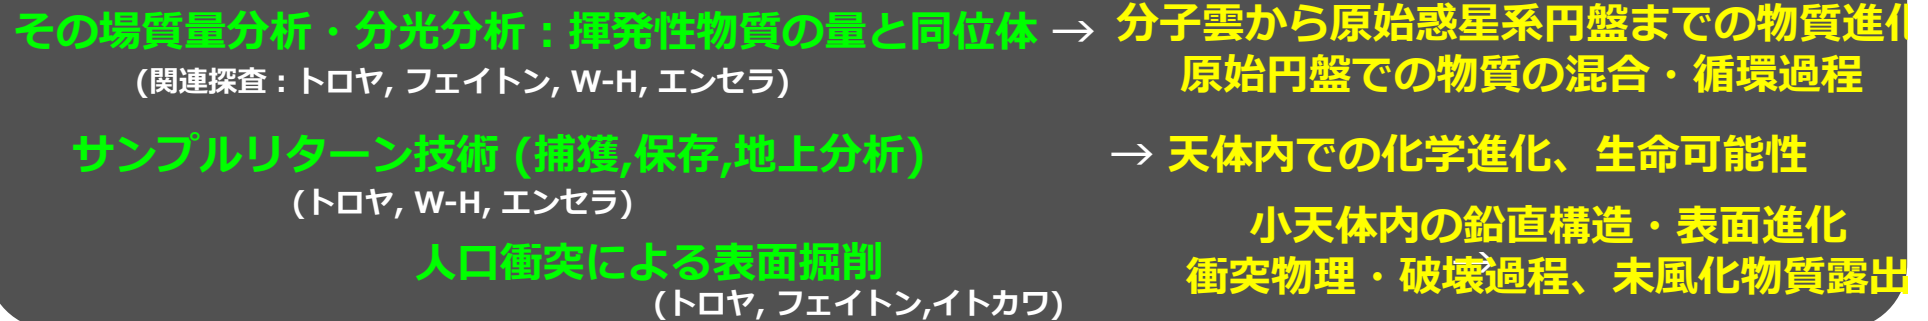 その場質量分析・分光分析：揮発性物質の量と同位体 → 分子雲から原始惑星系円盤までの物質進化
(関連探査：トロヤ, フェイトン, W-H, エンセラ)
原始円盤での物質の混合・循環過程
サンプルリターン技術 (捕獲,保存,地上分析) → 天体内での化学進化、生命可能性
(トロヤ, W-H, エンセラ)
小天体内の鉛直構造・表面進化
人口衝突による表面掘削 →
衝突物理・破壊過程、未風化物質露出
(トロヤ, フェイトン,イトカワ)